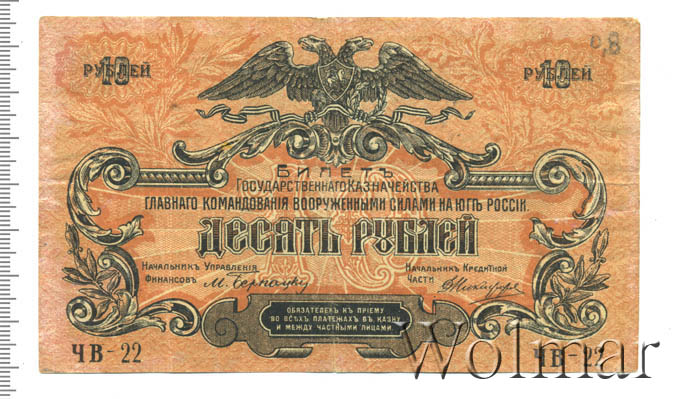 10 РУБЛЕЙ
10 РУБЛЕЙ
БИЛЕТЪ
ГОСУДАРСТВЕННАГО КАЗНАЧЕЙСТВА
ГЛАВНАГО КОМАНДОВАНІЯ ВООРУЖЕННЫМИ СИЛАМИ НА ЮГѢ РОССІИ.
ДЕСЯТЬ РУБЛЕЙ
НАЧАЛЬНИКЪ УПРАВЛЕНІЯ
ФИНАНСОВЪ
НАЧАЛЬНИКЪ КРЕДИТНОЙ
ЧАСТИ
ОБЯЗАТЕЛЕНЪ КЪ ПРІЕМУ
ВО ВСѢХЪ ПЛАТЕЖАХЪ ВЪ КАЗНУ
И МЕЖДУ ЧАСТНЫМИ ЛИЦАМИ
ЧВ-22
ЧВ-22
Wolmar